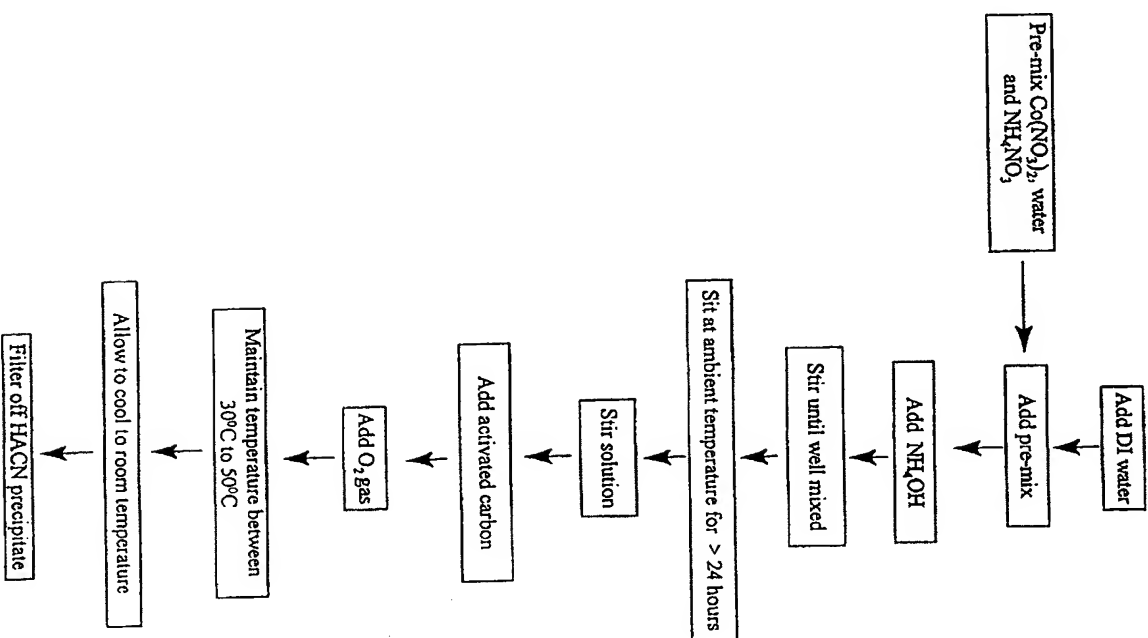 Add DI water
Pre-mix Co(NO₃)₂, water
and NH₄NO₃
Add pre-mix
Add NH₄OH
Stir until well mixed
Sit at ambient temperature for > 24 hours
Stir solution
Add activated carbon
Add O₂ gas
Maintain temperature between
30⁰C to 50⁰C
Allow to cool to room temperature
Filter off HACN precipitate